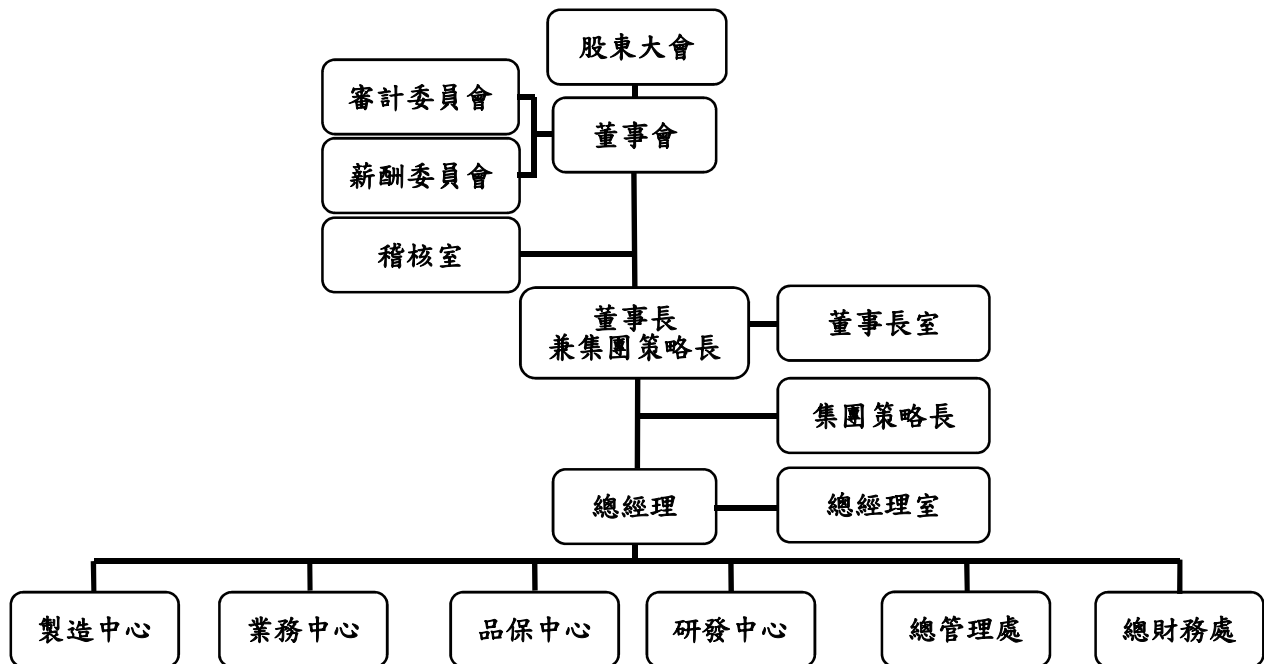 股東大會
審計委員會
董事會
薪酬委員會
稽核室
董事長
兼集團策略長
董事長室
集團策略長
總經理
總經理室
製造中心
業務中心
品保中心
研發中心
總管理處
總財務處